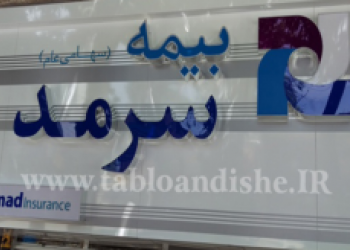 بیمه
(سهامی عام)
سرمد
www.tabloandishe.IR
mad insurance